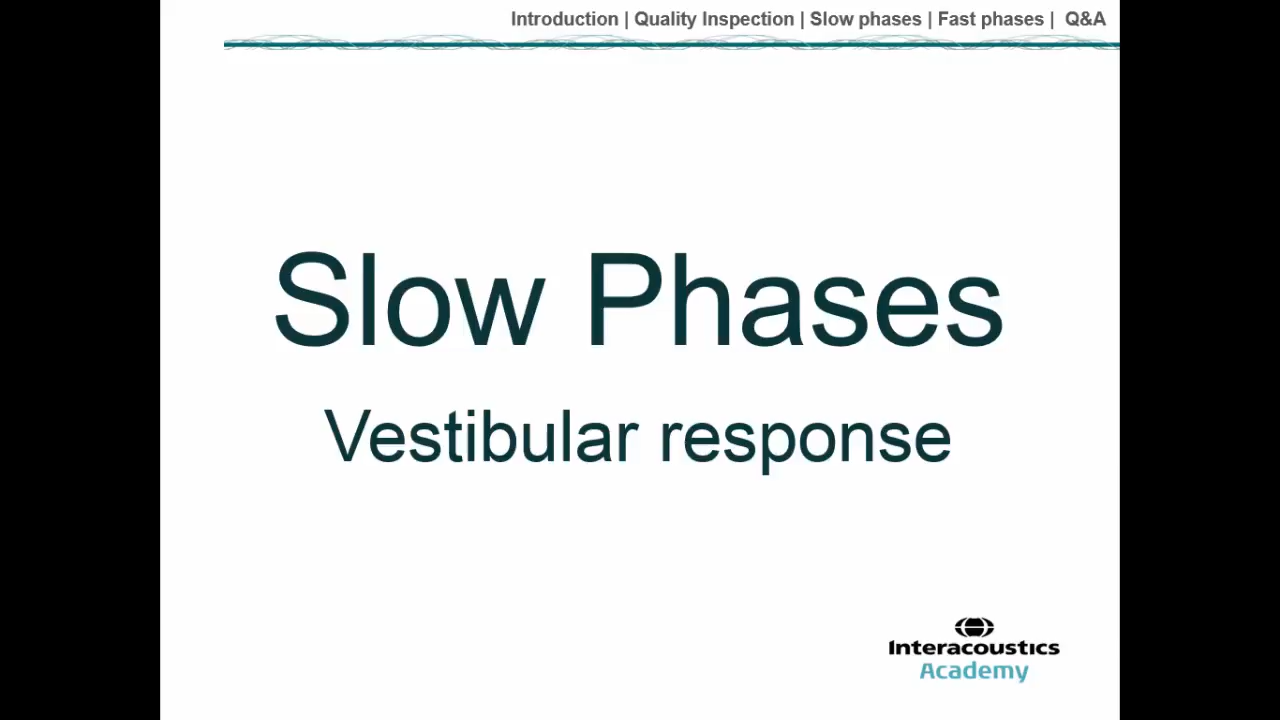 Introduction | Quality Inspection | Slow phases | Fast phases | Q&A
Slow Phases
Vestibular response
Interacoustics
Academy